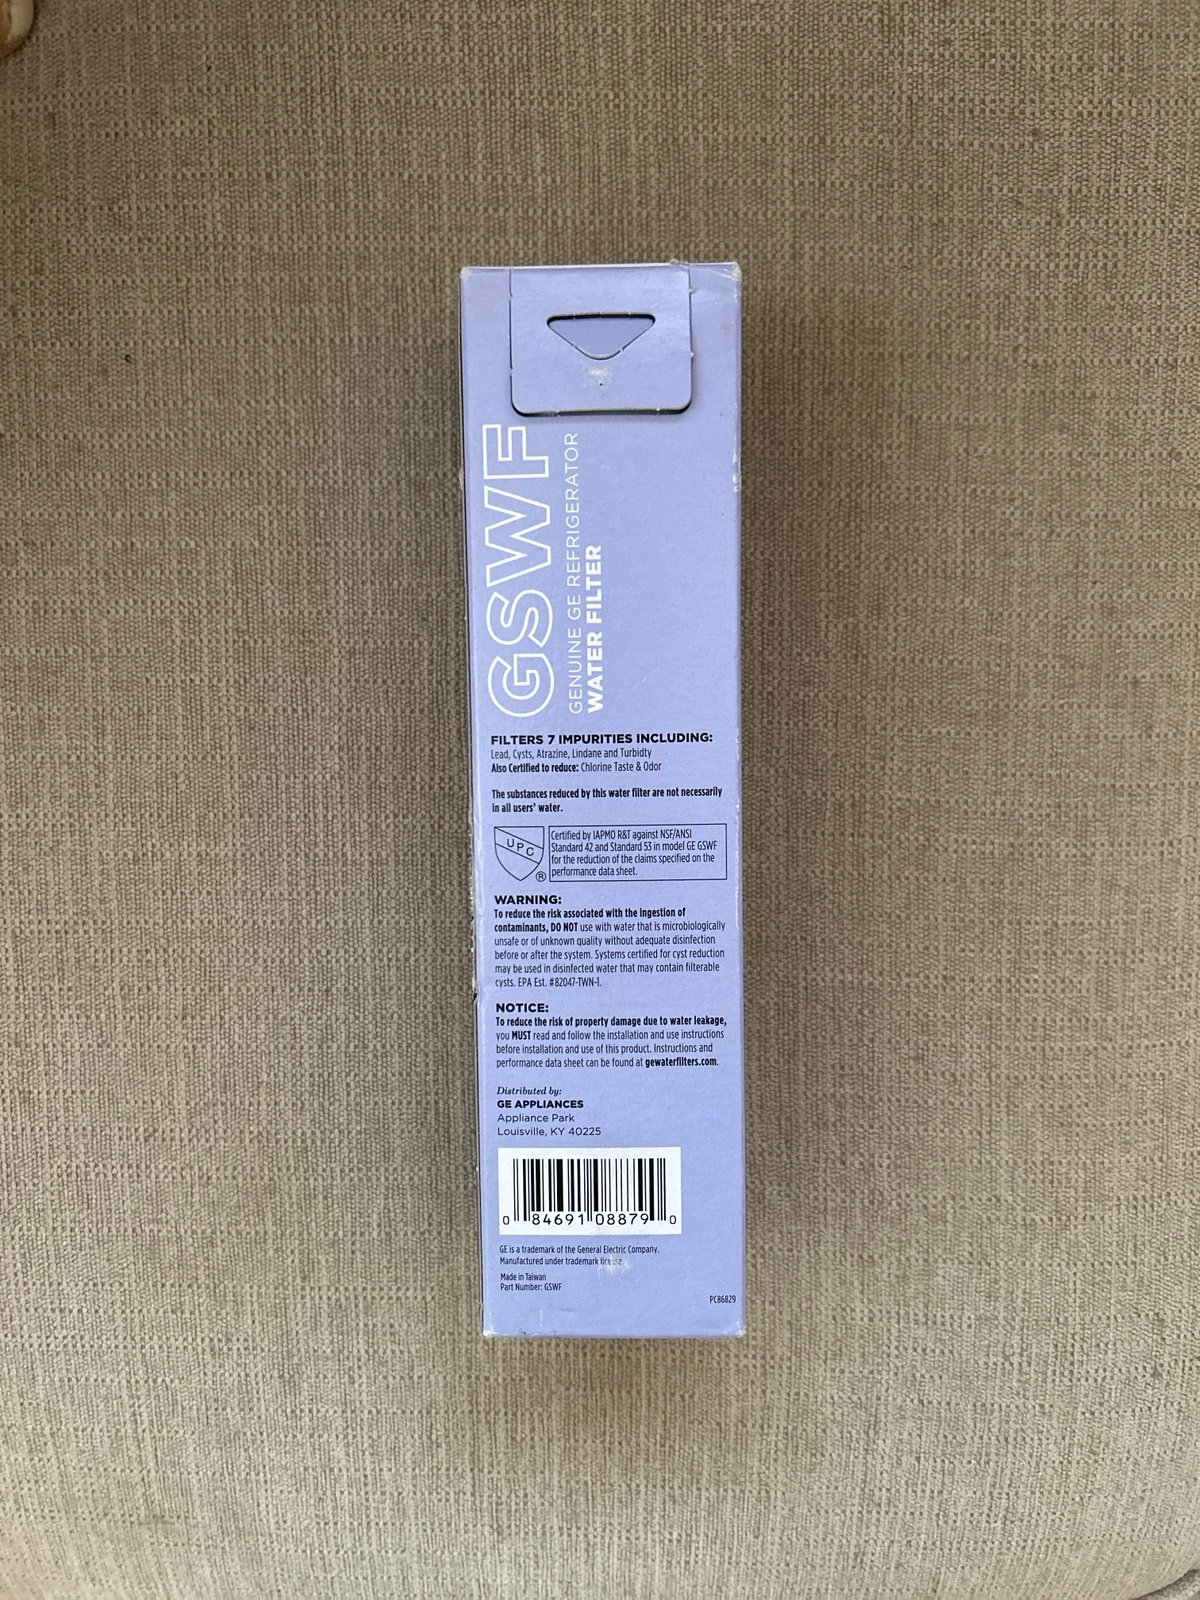 GSWF
GENUINE GE REFRIGERATOR
WATER FILTER
FILTERS 7 IMPURITIES INCLUDING:
Lead, Cysts, Atrazine, Lindane and Turbidty
Also Certified to reduce: Chlorine Taste & Odor
The substances reduced by this water filter are not necessarily
in all users' water.
UPC
®
Certified by IAPMO R&T against NSF/ANSI
Standard 42 and Standard 53 in model GE GSWF
for the reduction of the claims specified on the
performance data sheet.
WARNING:
To reduce the risk associated with the ingestion of
contaminants, DO NOT use with water that is microbiologically
unsafe or of unknown quality without adequate disinfection
before or after the system. Systems certified for cyst reduction
may be used in disinfected water that may contain filterable
cysts. EPA Est. #82047-TWN-1.
NOTICE:
To reduce the risk of property damage due to water leakage,
you MUST read and follow the installation and use instructions
before installation and use of this product. Instructions and
performance data sheet can be found at gewaterfilters.com.
Distributed by:
GE APPLIANCES
Appliance Park
Louisville, KY 40225
0 84691 08879 0
GE is a trademark of the General Electric Company.
Manufactured under trademark license.
Made in Taiwan
Part Number: GSWF
PC86829